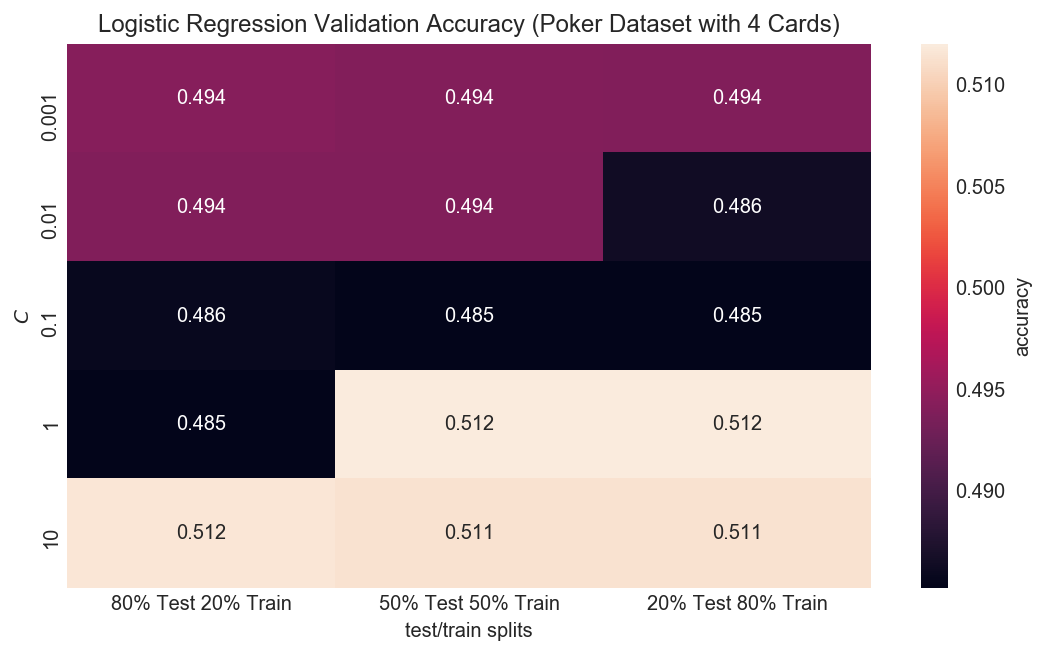 Logistic Regression Validation Accuracy (Poker Dataset with 4 Cards)
0.001 0.494 0.494 0.494
0.01 0.494 0.494 0.486
0.1 0.486 0.485 0.485
1 0.485 0.512 0.512
10 0.512 0.511 0.511
C
80% Test 20% Train 50% Test 50% Train 20% Test 80% Train
test/train splits
0.510
0.505
0.500
0.495
0.490
accuracy